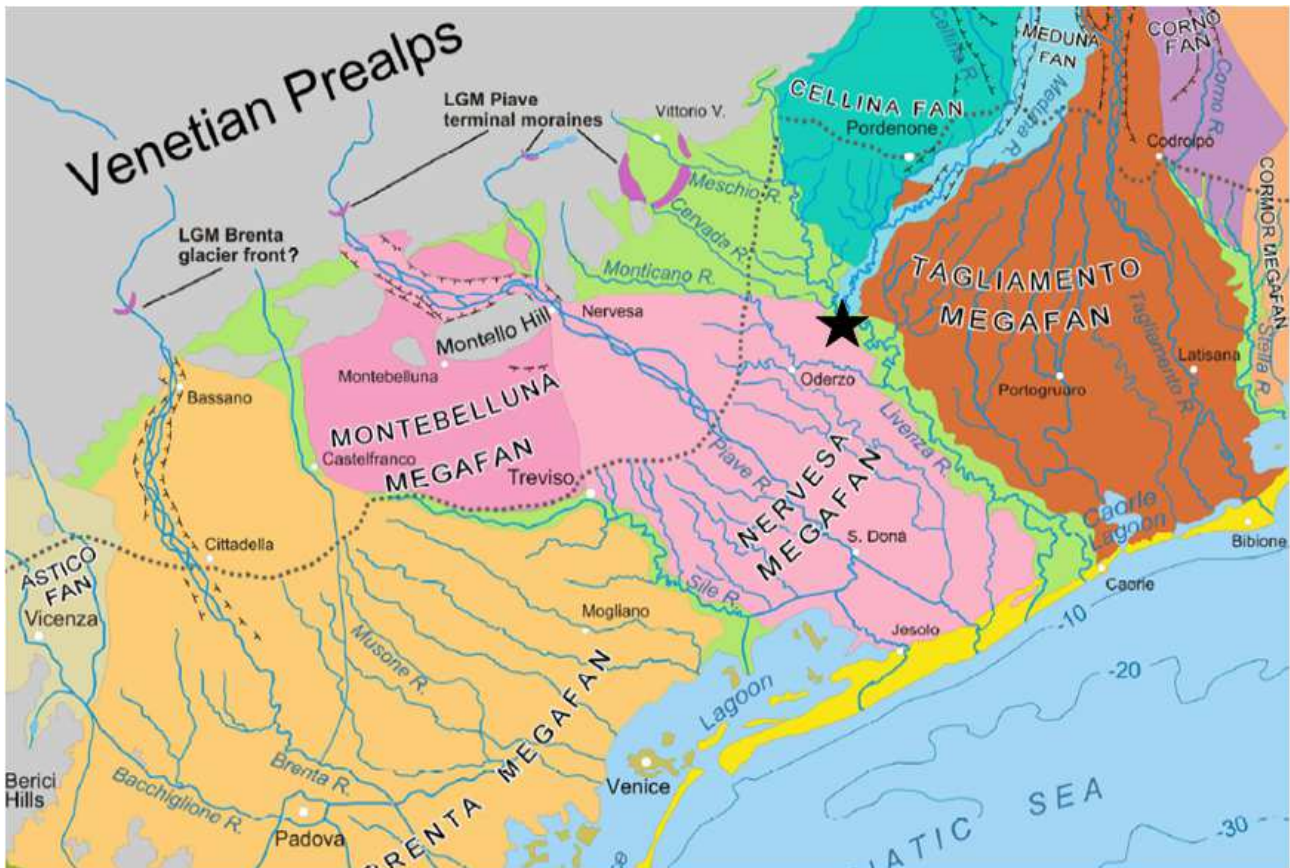 Venetian Prealps
LGM Piave
terminal moraines
LGM Brenta
glacier front?
Vittorio V.
Cellina R.
MEDUNA
FAN
CORNO
FAN
Corno R.
CELLINA FAN
Pordenone
Meduna R.
Codroipo
Meschio R.
Cervada R.
Monticano R.
CORMOR MEGAFAN
TAGLIAMENTO
MEGAFAN
Tagliamento R.
Stella R.
Latisana
Portogruaro
Nervesa
Montello Hill
Montebelluna
Oderzo
Bassano
MONTEBELLUNA
MEGAFAN
Castelfranco
Treviso
Piave R.
Livenza R.
NERVESA
MEGAFAN
S. Donà
Caorle
Lagoon
Bibione
Caorle
Cittadella
ASTICO
FAN
Vicenza
Sile R.
Mogliano
Jesolo
Musone R.
-10
-20
-30
Lagoon
Venice
Berici
Hills
Bacchiglione R.
Brenta R.
Padova
BRENTA MEGAFAN
SEA